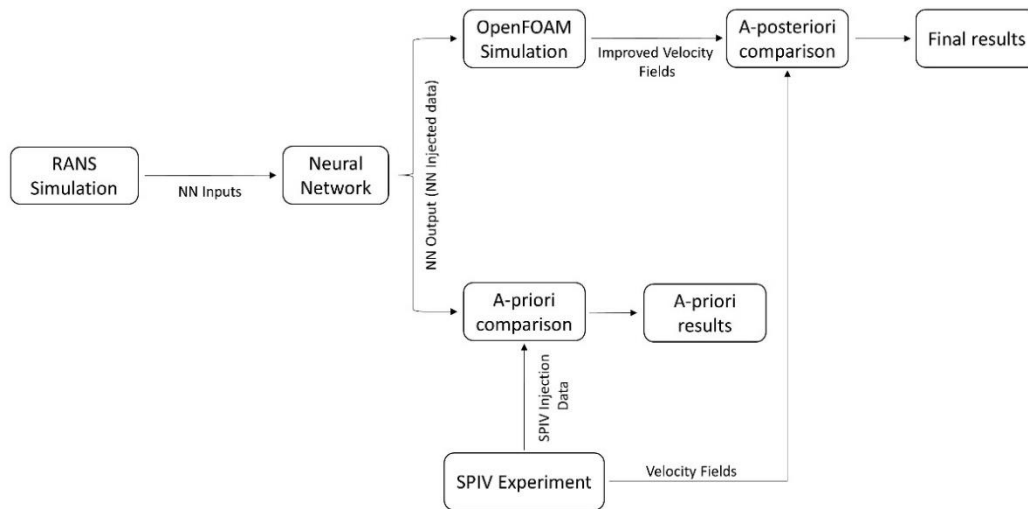 OpenFOAM
Simulation
Improved Velocity
Fields
A-posteriori
comparison
Final results
RANS
Simulation
NN Inputs
Neural
Network
NN Output (NN Injected data)
A-priori
comparison
A-priori
results
SPIV Injection
Data
SPIV Experiment
Velocity Fields